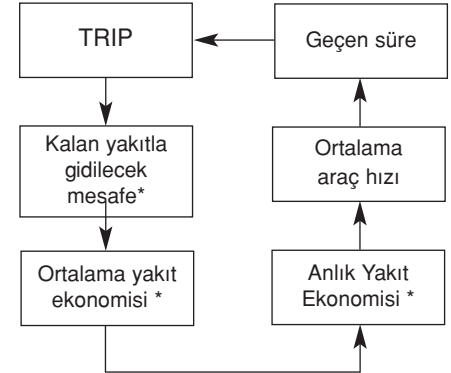 TRIP
Kalan yakıtla
gidilecek
mesafe*
Ortalama yakıt
ekonomisi *
Anlık Yakıt
Ekonomisi *
Ortalama
araç hızı
Geçen süre